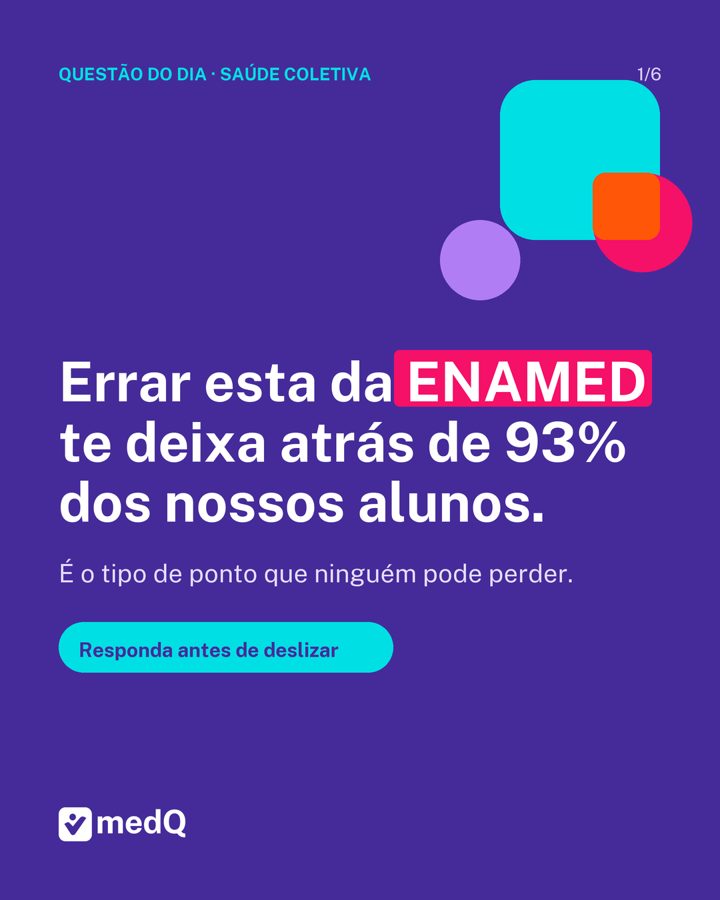 QUESTÃO DO DIA · SAÚDE COLETIVA
1/6
Errar esta da ENAMED
te deixa atrás de 93%
dos nossos alunos.
É o tipo de ponto que ninguém pode perder.
Responda antes de deslizar
medQ